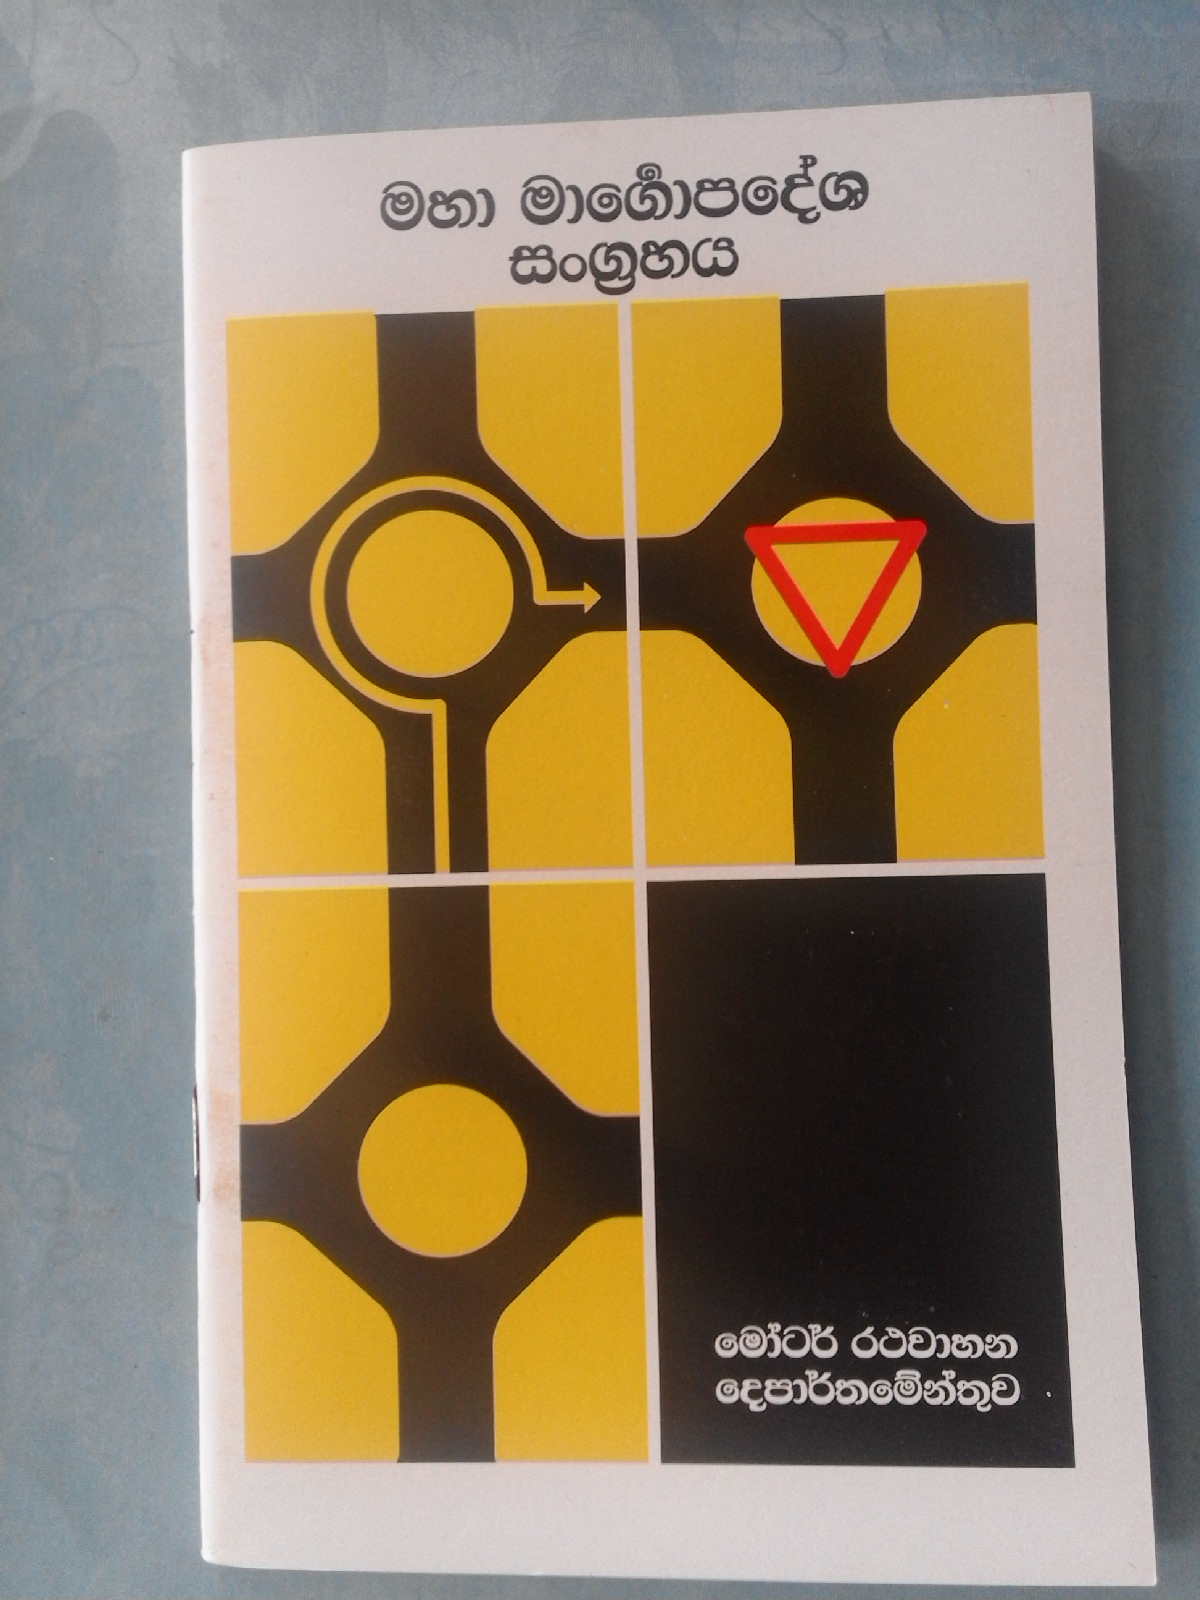 මහා මාර්ගෝපදේශ
සංග්‍රහය
මෝටර් රථවාහන
දෙපාර්තමේන්තුව